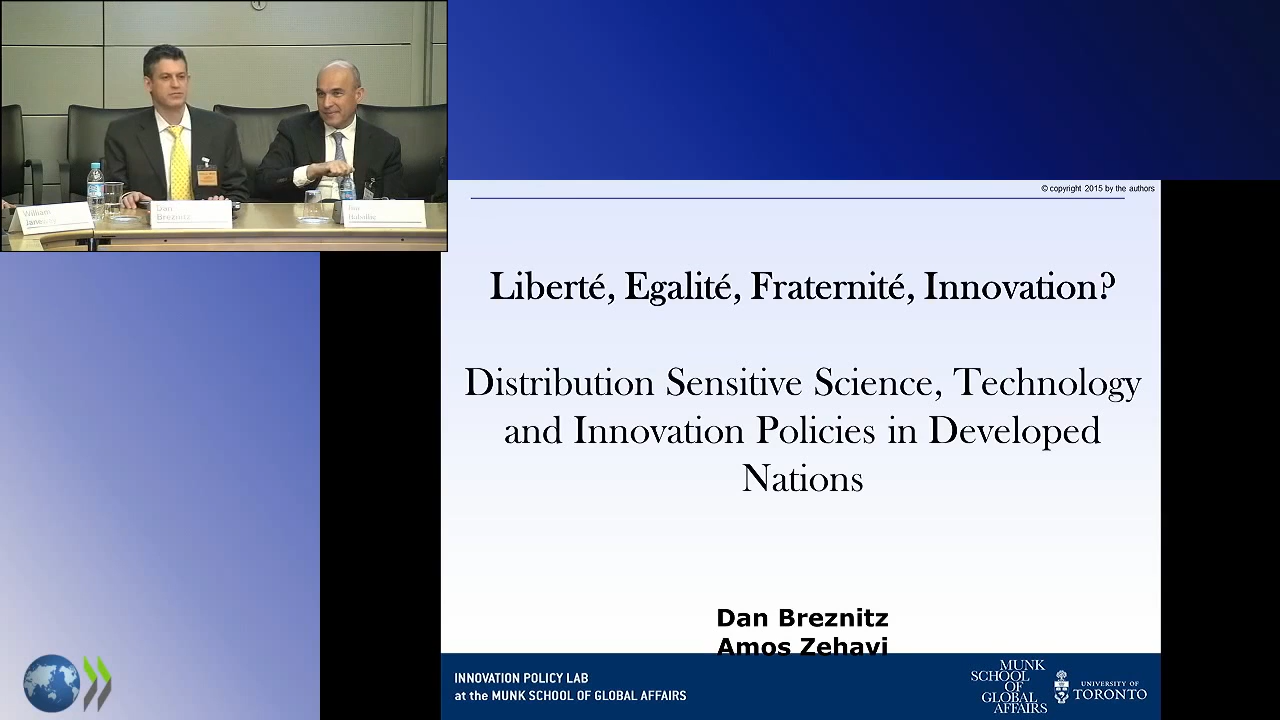 William
Dan
Breznitz
© copyright 2015 by the authors
Liberté, Egalité, Fraternité, Innovation?
Distribution Sensitive Science, Technology
and Innovation Policies in Developed
Nations
Dan Breznitz
Amos Zehavi
INNOVATION POLICY LAB
at the MUNK SCHOOL OF GLOBAL AFFAIRS
MUNK
SCHOOL
OF
GLOBAL
AFFAIRS
UNIVERSITY OF
TORONTO